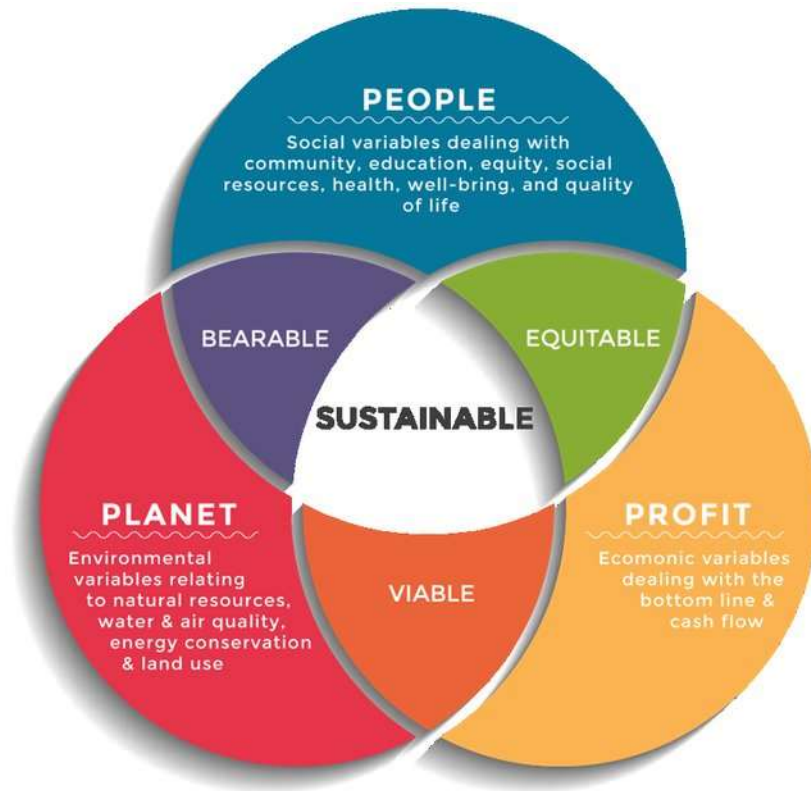 PEOPLE
Social variables dealing with
community, education, equity, social
resources, health, well-bring, and quality
of life
BEARABLE
EQUITABLE
SUSTAINABLE
PLANET
Environmental
variables relating
to natural resources,
water & air quality,
energy conservation
& land use
VIABLE
PROFIT
Ecomonic variables
dealing with the
bottom line &
cash flow